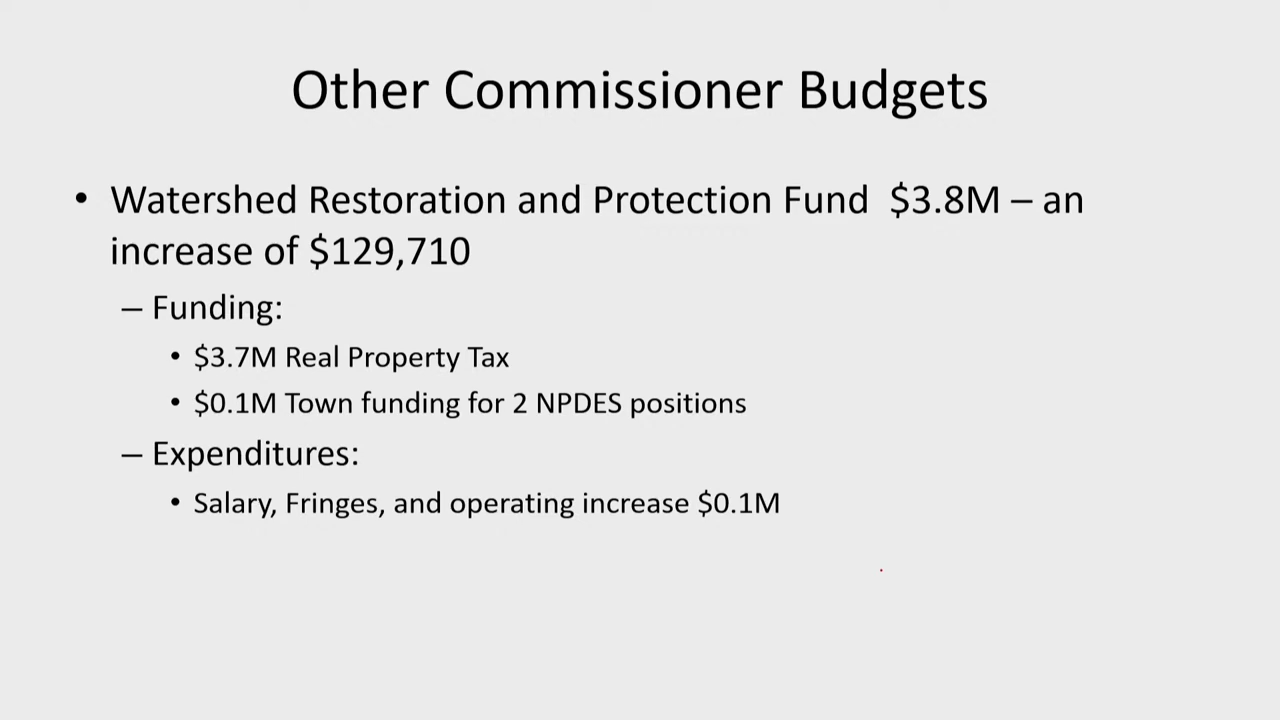 Other Commissioner Budgets
• Watershed Restoration and Protection Fund $3.8M – an
increase of $129,710
– Funding:
• $3.7M Real Property Tax
• $0.1M Town funding for 2 NPDES positions
– Expenditures:
• Salary, Fringes, and operating increase $0.1M